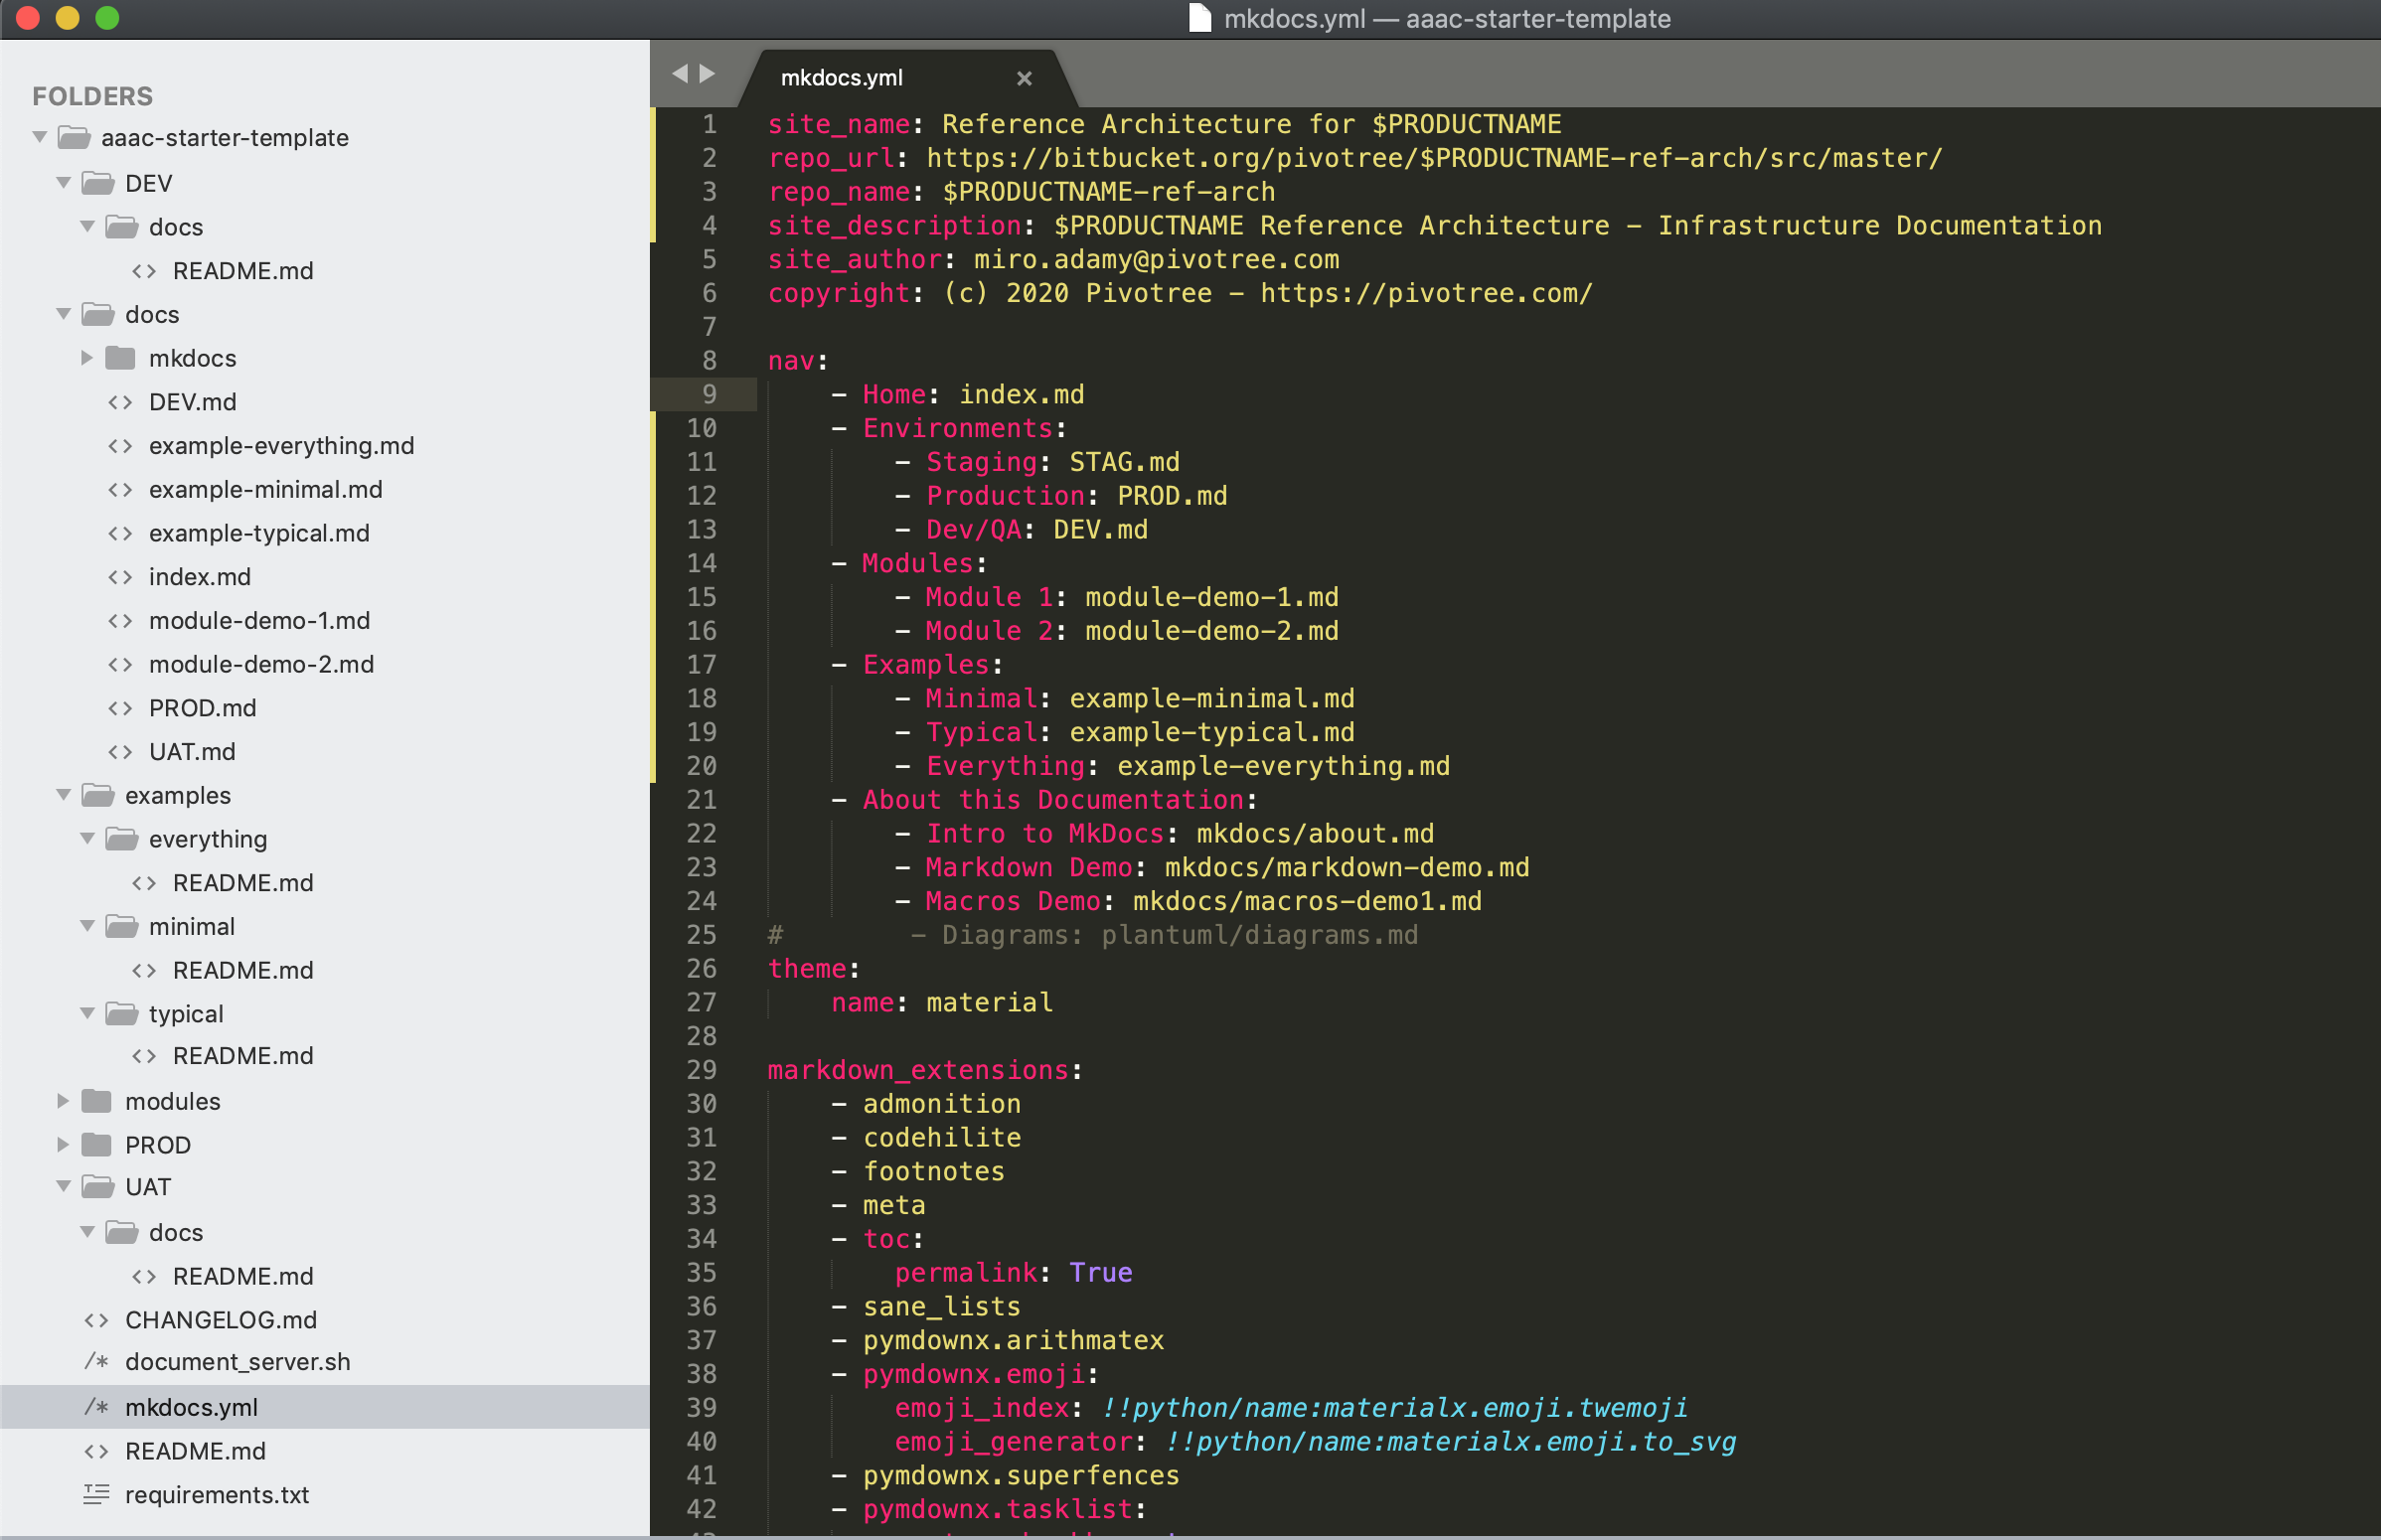 mkdocs.yml — aaac-starter-template
FOLDERS
aaac-starter-template
DEV
docs
README.md
docs
mkdocs
DEV.md
example-everything.md
example-minimal.md
example-typical.md
index.md
module-demo-1.md
module-demo-2.md
PROD.md
UAT.md
examples
everything
README.md
minimal
README.md
typical
README.md
modules
PROD
UAT
docs
README.md
CHANGELOG.md
/* document_server.sh
/* mkdocs.yml
README.md
requirements.txt
mkdocs.yml ×
1 site_name: Reference Architecture for $PRODUCTNAME
2 repo_url: https://bitbucket.org/pivotree/$PRODUCTNAME-ref-arch/src/master/
3 repo_name: $PRODUCTNAME-ref-arch
4 site_description: $PRODUCTNAME Reference Architecture - Infrastructure Documentation
5 site_author: miro.adamy@pivotree.com
6 copyright: (c) 2020 Pivotree - https://pivotree.com/
7
8 nav:
9 - Home: index.md
10 - Environments:
11 - Staging: STAG.md
12 - Production: PROD.md
13 - Dev/QA: DEV.md
14 - Modules:
15 - Module 1: module-demo-1.md
16 - Module 2: module-demo-2.md
17 - Examples:
18 - Minimal: example-minimal.md
19 - Typical: example-typical.md
20 - Everything: example-everything.md
21 - About this Documentation:
22 - Intro to MkDocs: mkdocs/about.md
23 - Markdown Demo: mkdocs/markdown-demo.md
24 - Macros Demo: mkdocs/macros-demo1.md
25 # - Diagrams: plantuml/diagrams.md
26 theme:
27 name: material
28
29 markdown_extensions:
30 - admonition
31 - codehilite
32 - footnotes
33 - meta
34 - toc:
35 permalink: True
36 - sane_lists
37 - pymdownx.arithmatex
38 - pymdownx.emoji:
39 emoji_index: !!python/name:materialx.emoji.twemoji
40 emoji_generator: !!python/name:materialx.emoji.to_svg
41 - pymdownx.superfences
42 - pymdownx.tasklist: